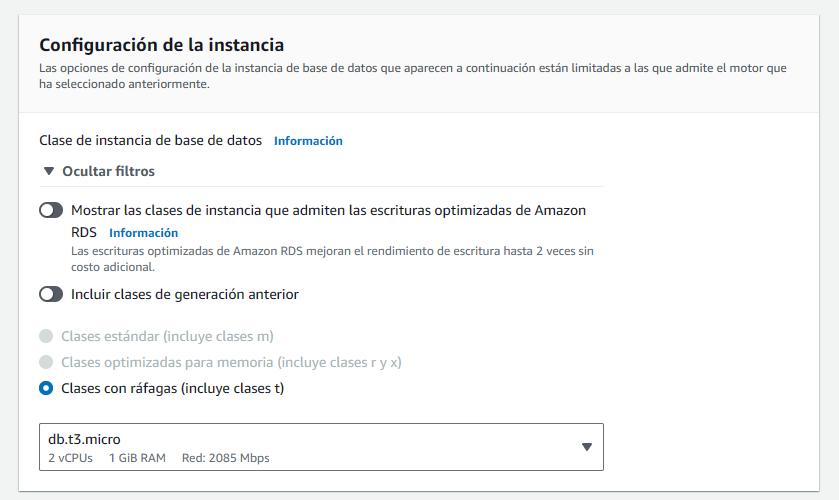 Configuración de la instancia
Las opciones de configuración de la instancia de base de datos que aparecen a continuación están limitadas a las que admite el motor que
ha seleccionado anteriormente.
Clase de instancia de base de datos Información
Ocultar filtros
Mostrar las clases de instancia que admiten las escrituras optimizadas de Amazon
RDS Información
Las escrituras optimizadas de Amazon RDS mejoran el rendimiento de escritura hasta 2 veces sin
costo adicional.
Incluir clases de generación anterior
Clases estándar (incluye clases m)
Clases optimizadas para memoria (incluye clases r y x)
Clases con ráfagas (incluye clases t)
db.t3.micro
2 vCPUs 1 GiB RAM Red: 2085 Mbps